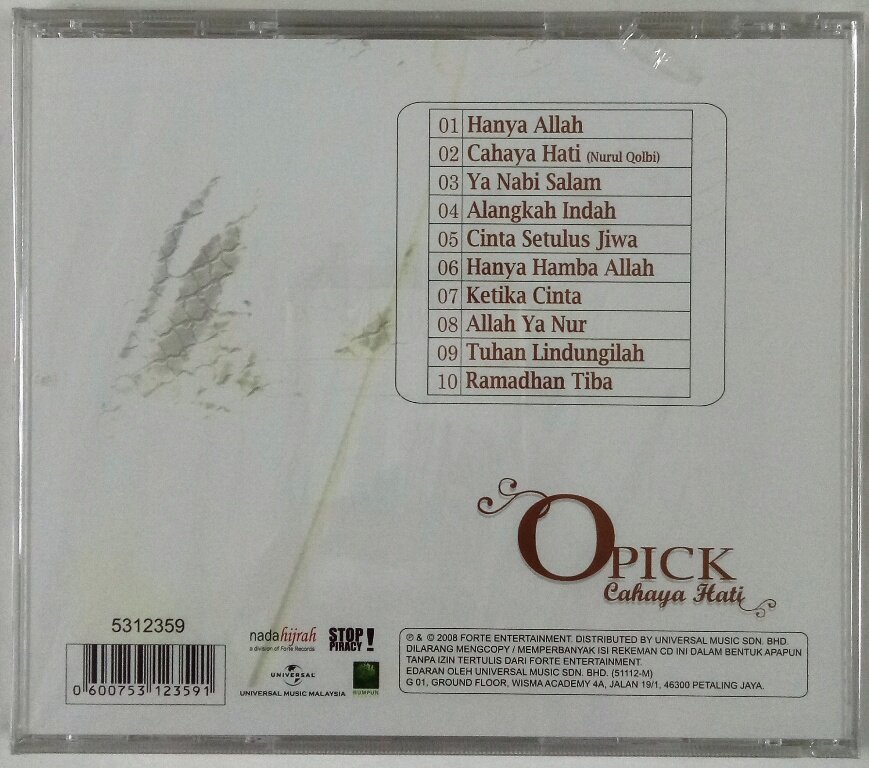 01 Hanya Allah
02 Cahaya Hati (Nurul Qolbi)
03 Ya Nabi Salam
04 Alangkah Indah
05 Cinta Setulus Jiwa
06 Hanya Hamba Allah
07 Ketika Cinta
08 Allah Ya Nur
09 Tuhan Lindungilah
10 Ramadhan Tiba
OPICK
Cahaya Hati
5312359
0 600753 123591
nadahijrah
a division of Forte Records
STOP PIRACY!
UNIVERSAL
UNIVERSAL MUSIC MALAYSIA
RUMPUN
℗ & © 2008 FORTE ENTERTAINMENT. DISTRIBUTED BY UNIVERSAL MUSIC SDN. BHD.
DILARANG MENGCOPY / MEMPERBANYAK ISI REKEMAN CD INI DALAM BENTUK APAPUN
TANPA IZIN TERTULIS DARI FORTE ENTERTAINMENT.
EDARAN OLEH UNIVERSAL MUSIC SDN. BHD. (51112-M)
G 01, GROUND FLOOR, WISMA ACADEMY 4A, JALAN 19/1, 46300 PETALING JAYA.